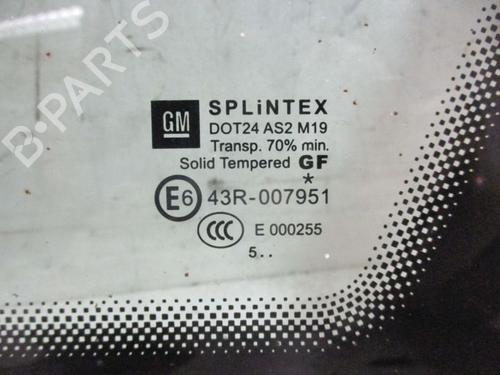 B-PARTS
GM SPLiNTEX
DOT24 AS2 M19
Transp. 70% min.
Solid Tempered GF
*
E6 43R-007951
CCC E 000255
5..